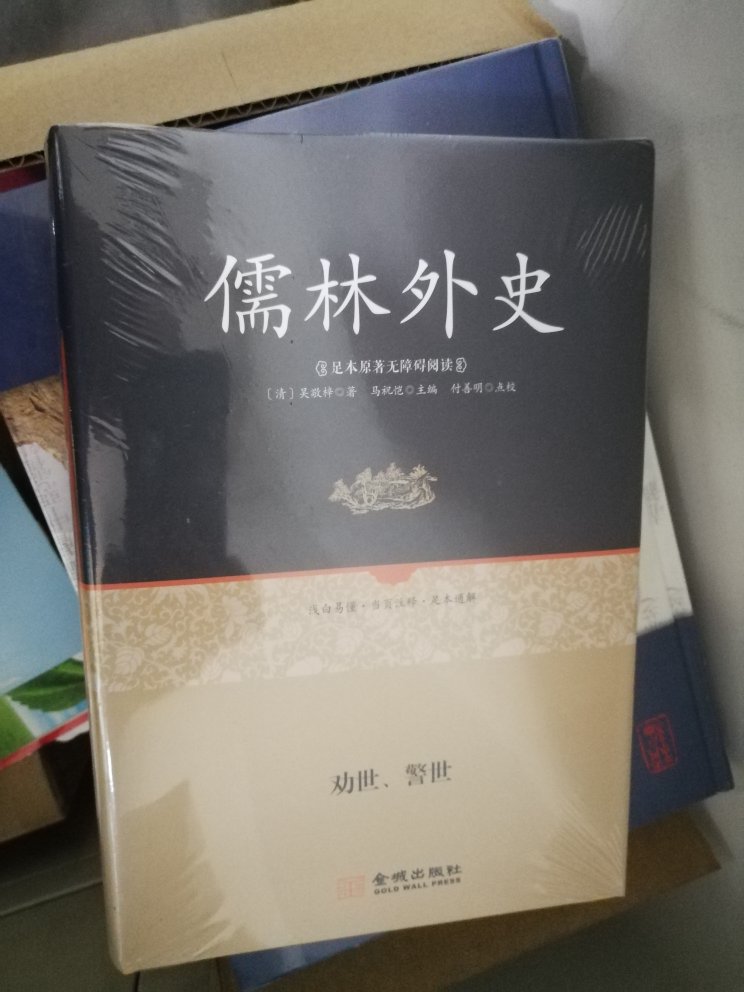 儒林外史
足本原著无障碍阅读
［清］吴敬梓◎著 马祝恺◎主编 付善明◎点校
浅白易懂·当页注释·足本通解
劝世、警世
金城出版社
GOLD WALL PRESS